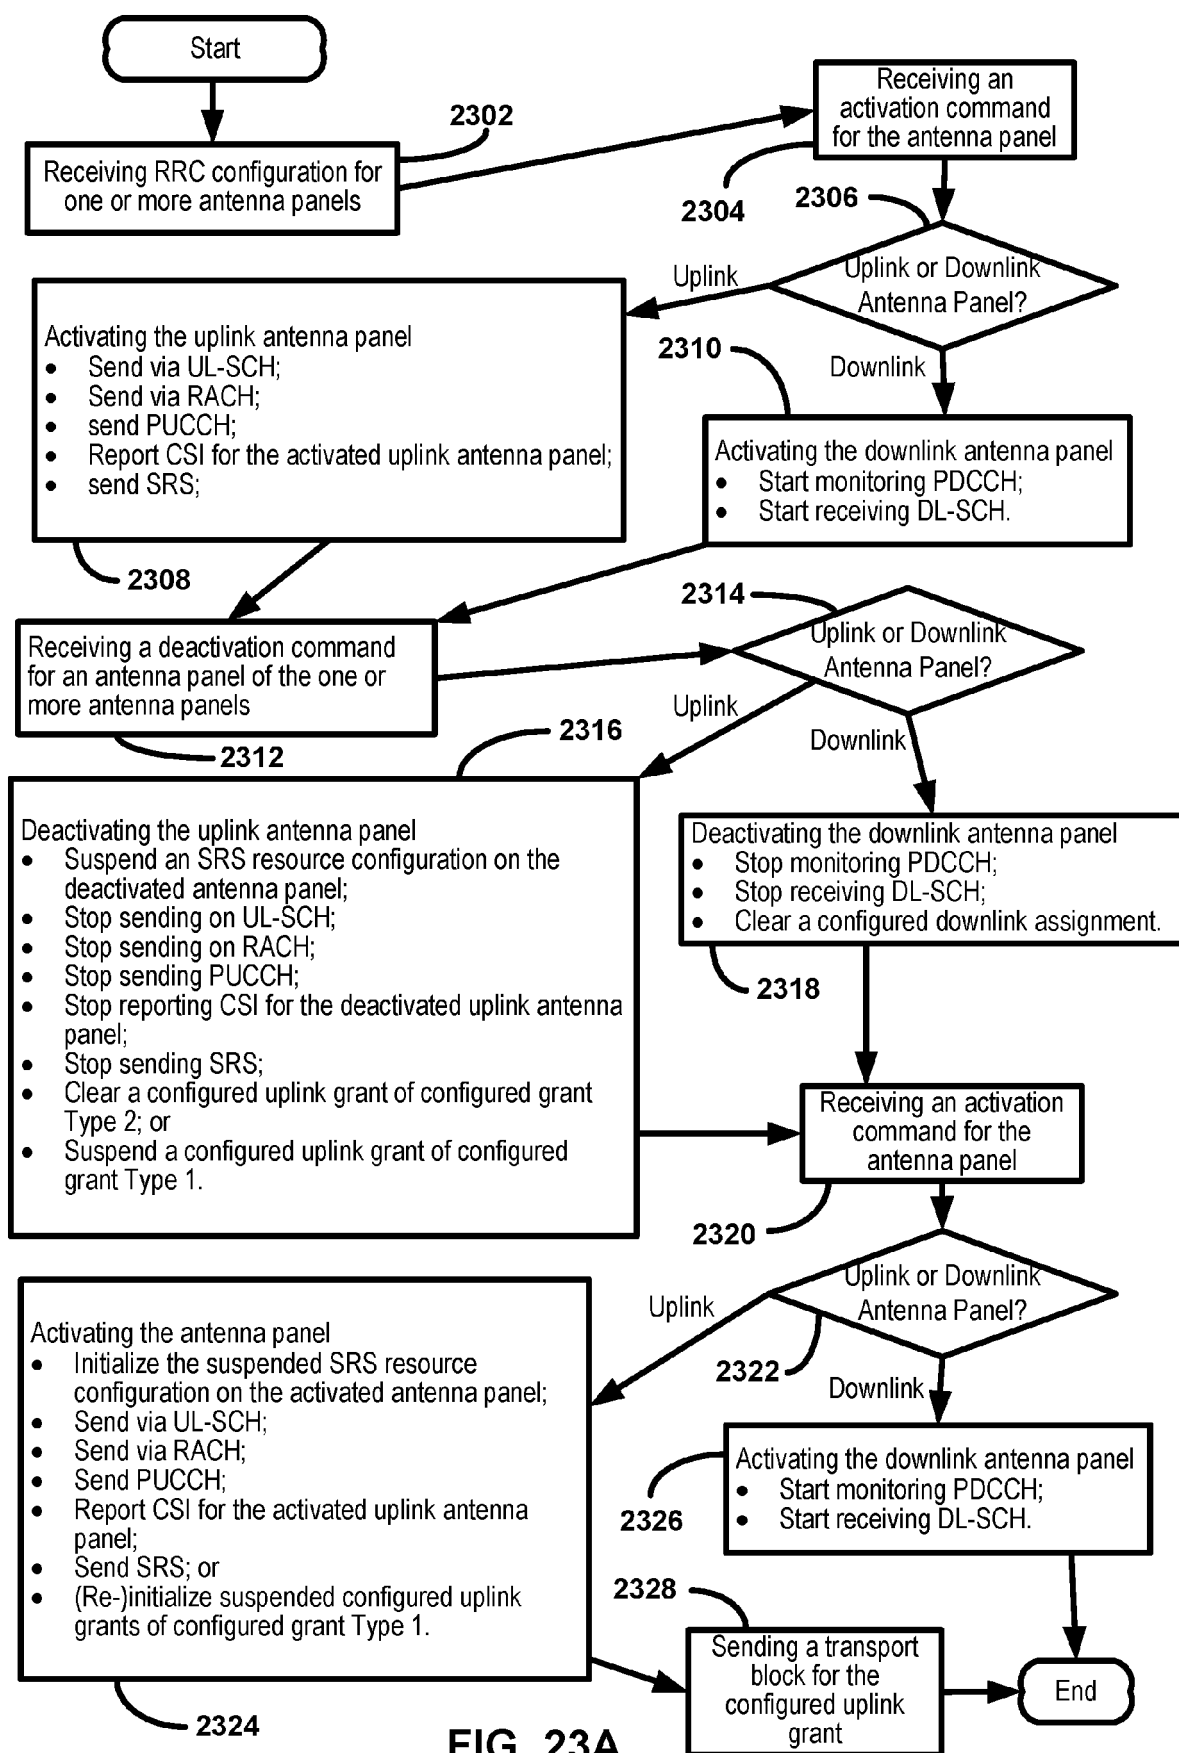 Start
2302
Receiving RRC configuration for
one or more antenna panels
Receiving an
activation command
for the antenna panel
2304
2306
Uplink or Downlink
Antenna Panel?
Uplink
Downlink
Activating the uplink antenna panel
• Send via UL-SCH;
• Send via RACH;
• send PUCCH;
• Report CSI for the activated uplink antenna panel;
• send SRS;
2308
2310
Activating the downlink antenna panel
• Start monitoring PDCCH;
• Start receiving DL-SCH.
Receiving a deactivation command
for an antenna panel of the one or
more antenna panels
2312
2314
Uplink or Downlink
Antenna Panel?
Uplink
Downlink
2316
Deactivating the uplink antenna panel
• Suspend an SRS resource configuration on the
deactivated antenna panel;
• Stop sending on UL-SCH;
• Stop sending on RACH;
• Stop sending PUCCH;
• Stop reporting CSI for the deactivated uplink antenna
panel;
• Stop sending SRS;
• Clear a configured uplink grant of configured grant
Type 2; or
• Suspend a configured uplink grant of configured
grant Type 1.
Deactivating the downlink antenna panel
• Stop monitoring PDCCH;
• Stop receiving DL-SCH;
• Clear a configured downlink assignment.
2318
Receiving an activation
command for the
antenna panel
2320
Uplink or Downlink
Antenna Panel?
2322
Uplink
Downlink
Activating the antenna panel
• Initialize the suspended SRS resource
configuration on the activated antenna panel;
• Send via UL-SCH;
• Send via RACH;
• Send PUCCH;
• Report CSI for the activated uplink antenna
panel;
• Send SRS; or
• (Re-)initialize suspended configured uplink
grants of configured grant Type 1.
2324
Activating the downlink antenna panel
• Start monitoring PDCCH;
• Start receiving DL-SCH.
2326
2328
Sending a transport
block for the
configured uplink
grant
End
FIG. 23A